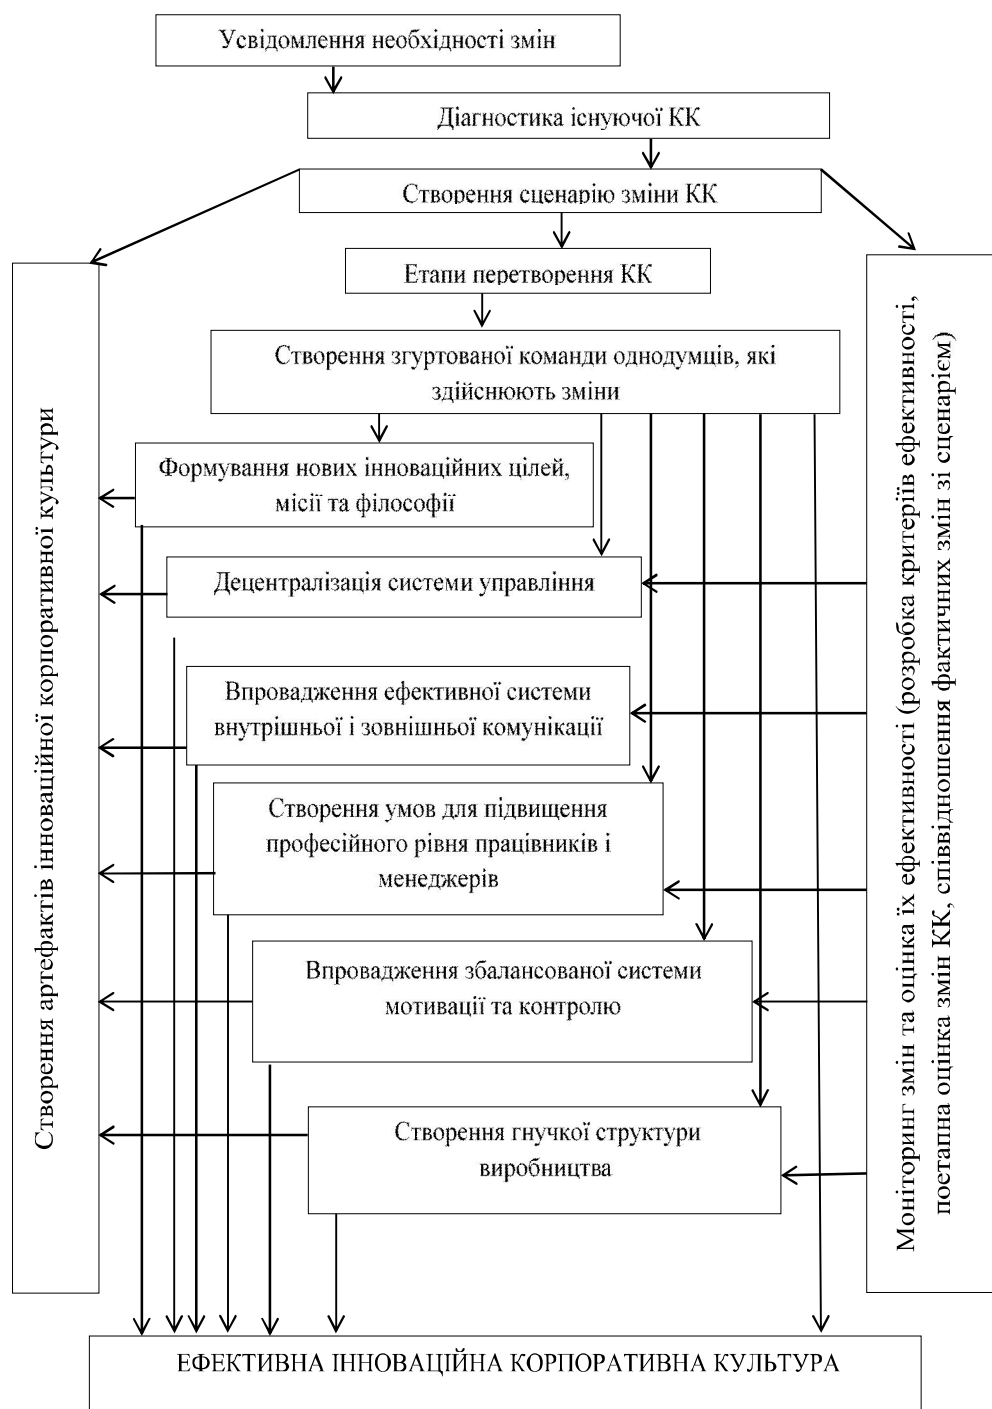 Усвідомлення необхідності змін
Діагностика існуючої КК
Створення сценарію зміни КК
Етапи перетворення КК
Створення згуртованої команди однодумців, які
здійснюють зміни
Формування нових інноваційних цілей,
місії та філософії
Децентралізація системи управління
Впровадження ефективної системи
внутрішньої і зовнішньої комунікації
Створення умов для підвищення
професійного рівня працівників і
менеджерів
Впровадження збалансованої системи
мотивації та контролю
Створення гнучкої структури
виробництва
Створення артефактів інноваційної корпоративної культури
Моніторинг змін та оцінка їх ефективності (розробка критеріїв ефективності,
поетапна оцінка змін КК, співвідношення фактичних змін зі сценарієм)
ЕФЕКТИВНА ІННОВАЦІЙНА КОРПОРАТИВНА КУЛЬТУРА